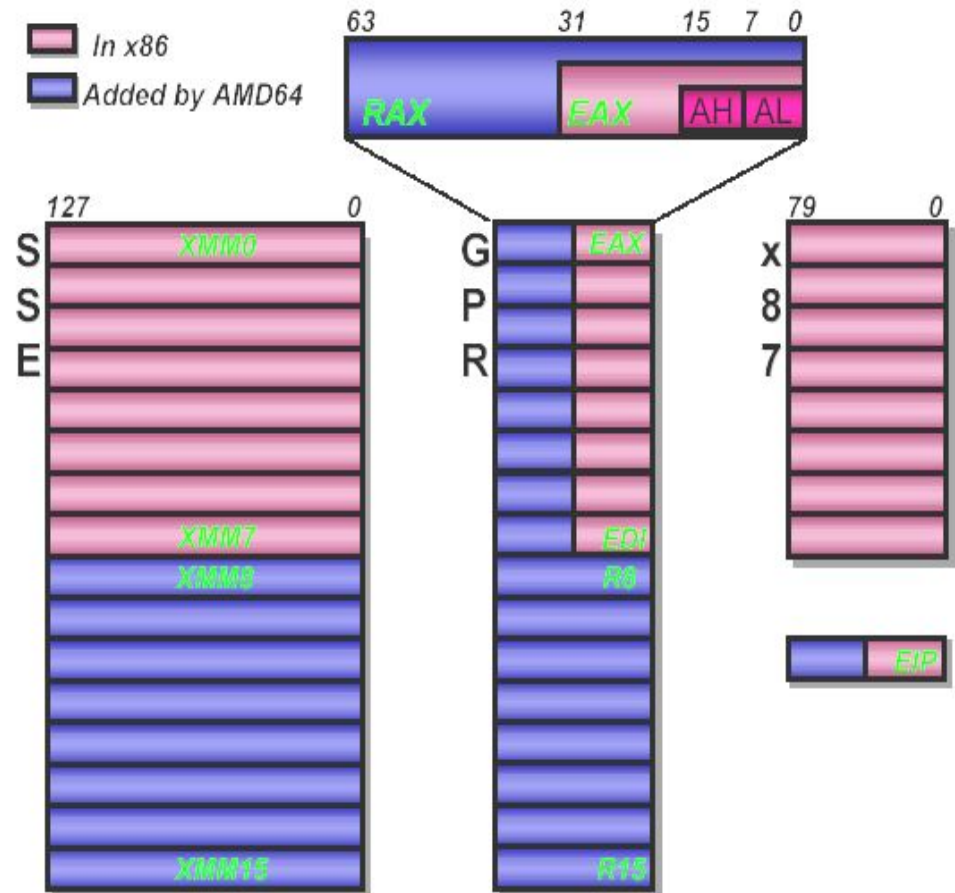 63 31 15 7 0
In x86
Added by AMD64
RAX EAX AH AL
127 0
79 0
S XMM0
G EAX
x
S
P
8
E
R
7
XMM7
EDI
XMM8
R8
EIP
XMM15
R15